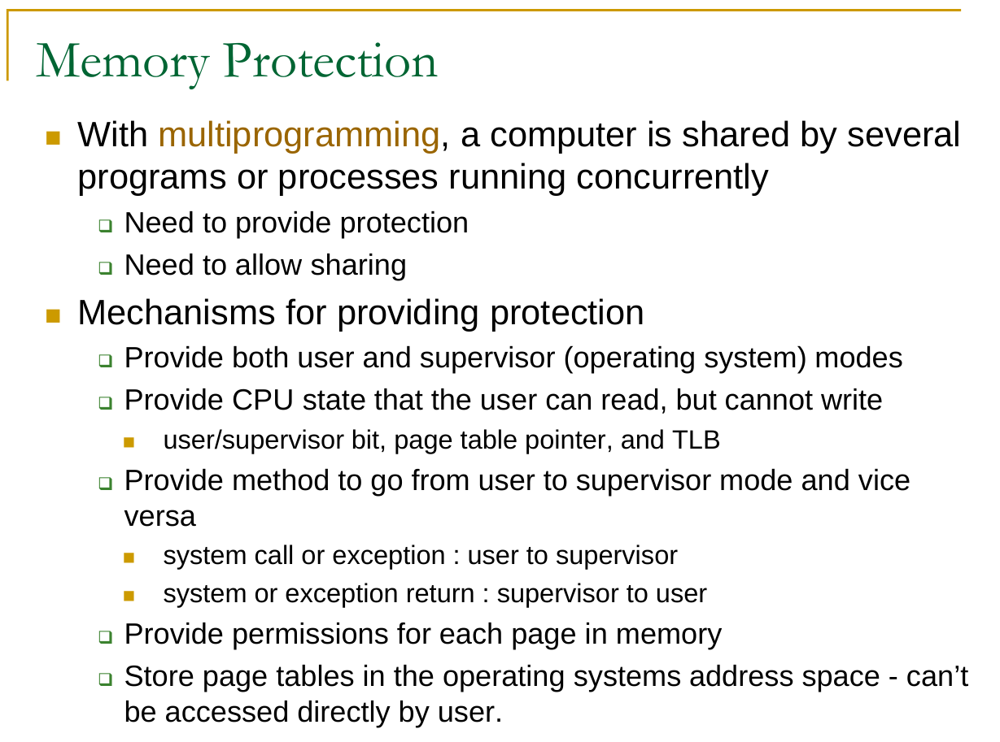 Memory Protection
With multiprogramming, a computer is shared by several
programs or processes running concurrently
Need to provide protection
Need to allow sharing
Mechanisms for providing protection
Provide both user and supervisor (operating system) modes
Provide CPU state that the user can read, but cannot write
user/supervisor bit, page table pointer, and TLB
Provide method to go from user to supervisor mode and vice
versa
system call or exception : user to supervisor
system or exception return : supervisor to user
Provide permissions for each page in memory
Store page tables in the operating systems address space - can’t
be accessed directly by user.